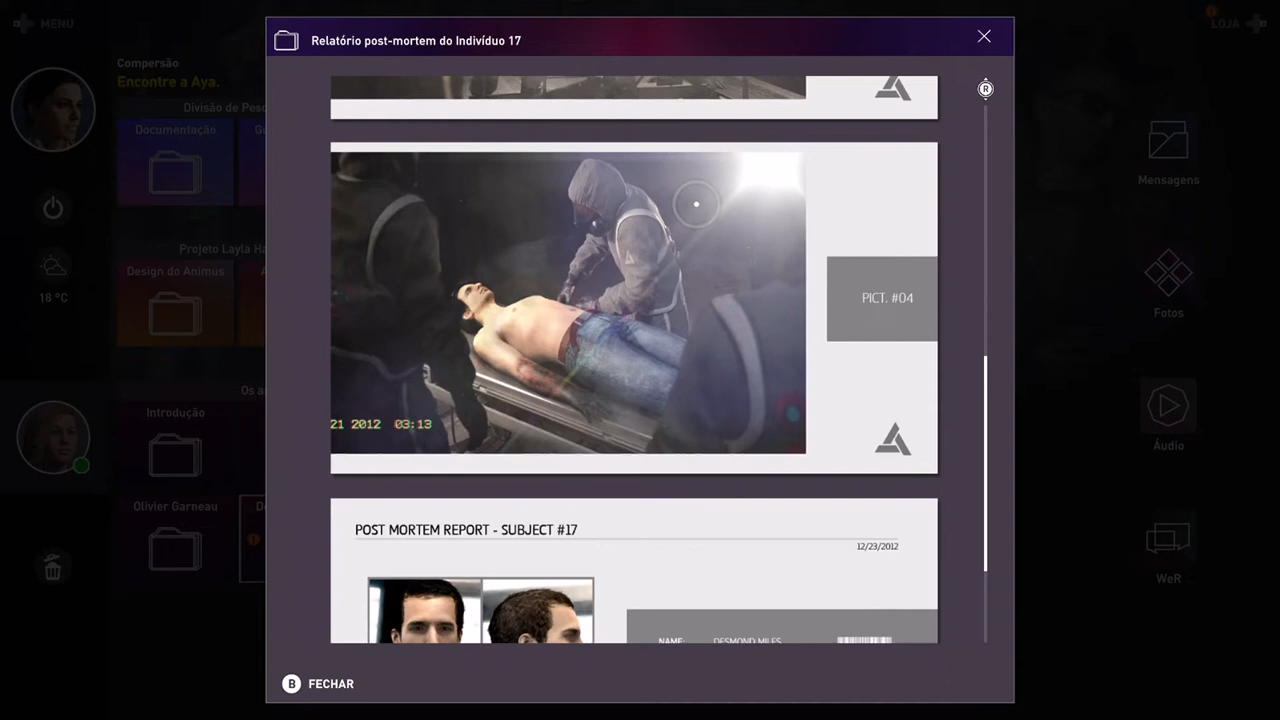 MENU
LOJA
Relatório post-mortem do Indivíduo 17
Compersão
Encontre a Aya.
Divisão de Pesq
Documentação
Gu
Projeto Layla Ha
Design do Animus
18 °C
Introdução
Olivier Garneau
Mensagens
Fotos
Áudio
WeR
R
PICT. #04
21 2012 03:13
POST MORTEM REPORT - SUBJECT #17
12/23/2012
NAME: DESMOND MILES
B FECHAR